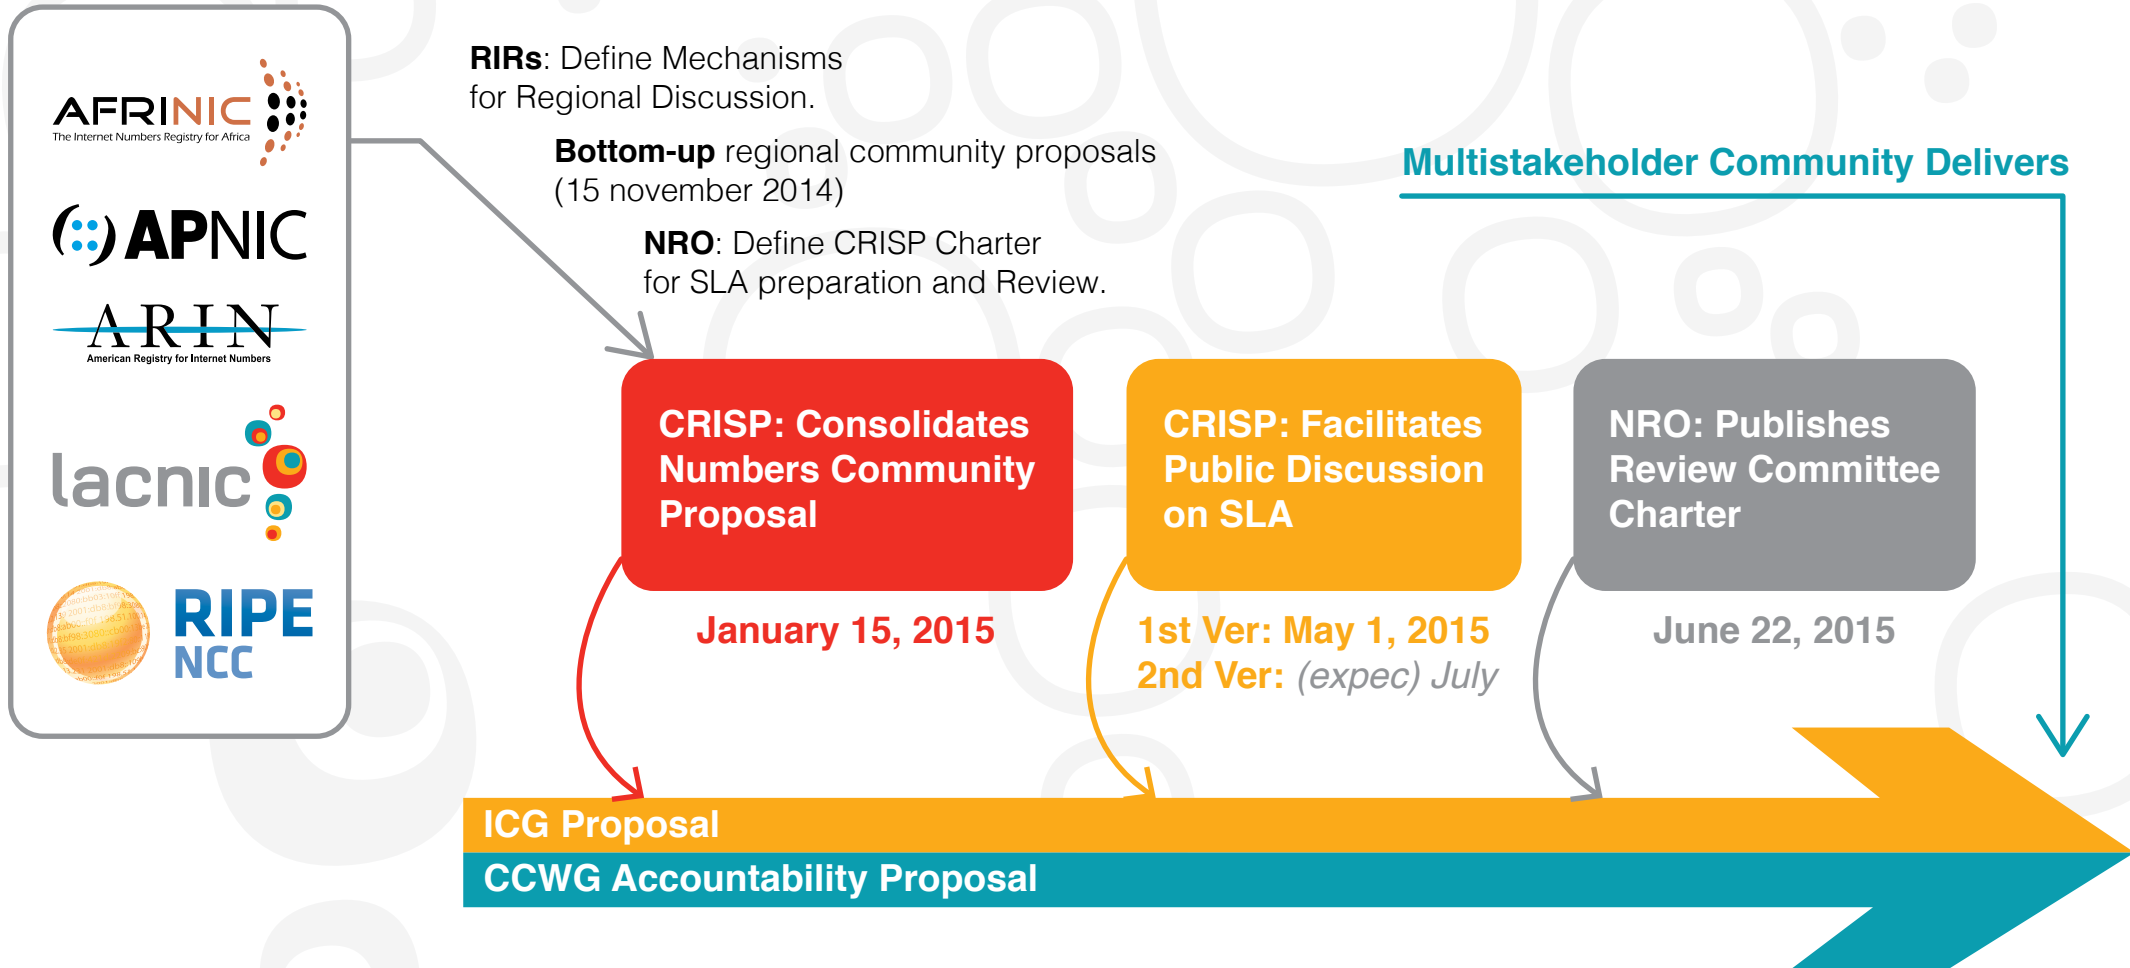 AFRINIC
The Internet Numbers Registry for Africa
APNIC
ARIN
American Registry for Internet Numbers
lacnic
RIPE
NCC
RIRs: Define Mechanisms
for Regional Discussion.
Bottom-up regional community proposals
(15 november 2014)
NRO: Define CRISP Charter
for SLA preparation and Review.
Multistakeholder Community Delivers
CRISP: Consolidates
Numbers Community
Proposal
January 15, 2015
CRISP: Facilitates
Public Discussion
on SLA
1st Ver: May 1, 2015
2nd Ver: (expec) July
NRO: Publishes
Review Committee
Charter
June 22, 2015
ICG Proposal
CCWG Accountability Proposal